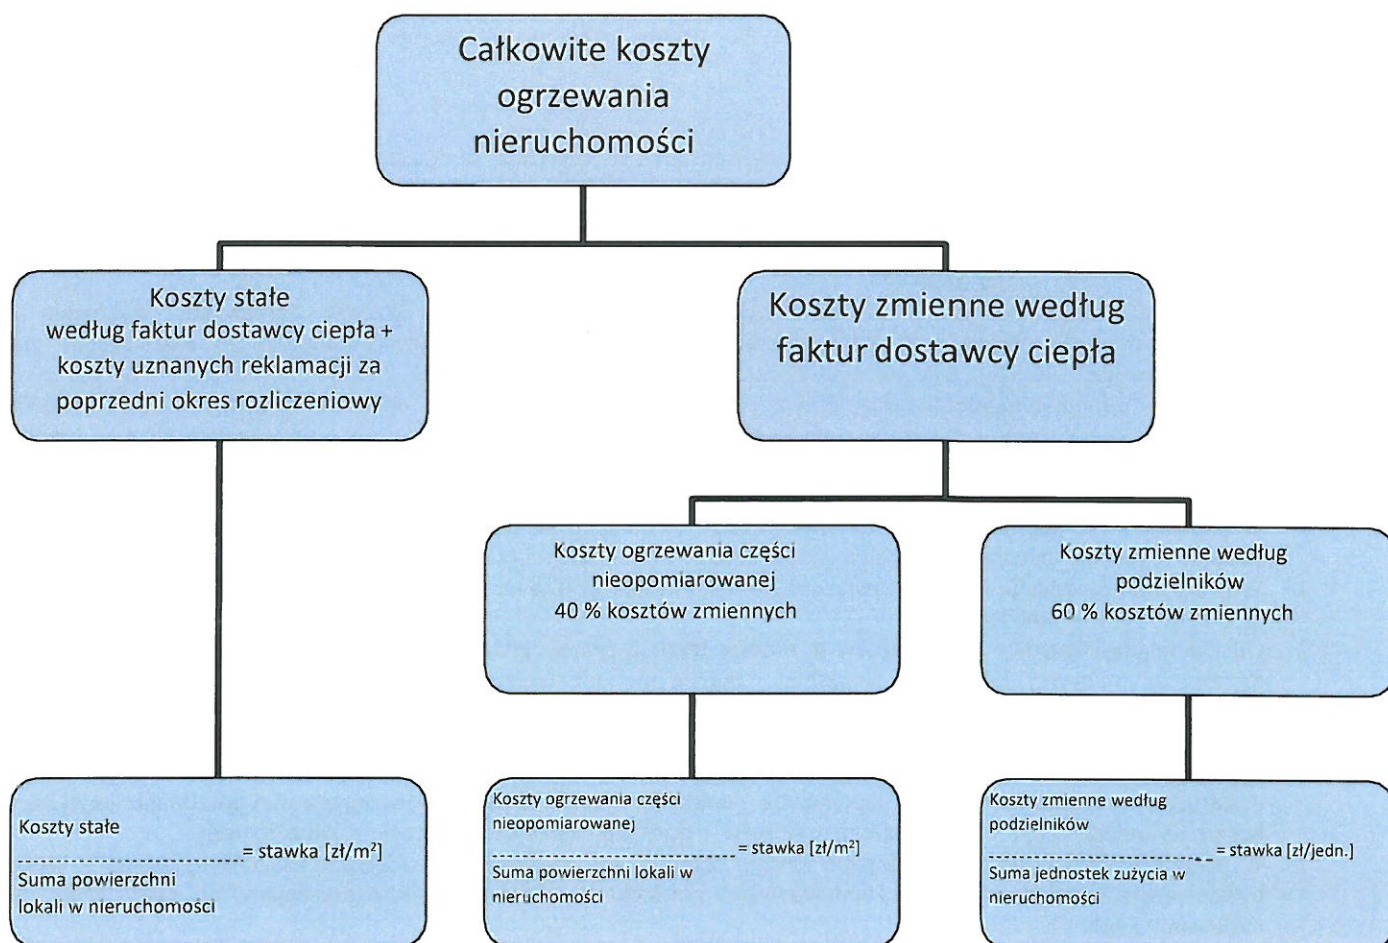 Całkowite koszty
ogrzewania
nieruchomości
Koszty stałe
według faktur dostawcy ciepła +
koszty uznanych reklamacji za
poprzedni okres rozliczeniowy
Koszty zmienne według
faktur dostawcy ciepła
Koszty ogrzewania części
nieopomiarowanej
40 % kosztów zmiennych
Koszty zmienne według
podzielników
60 % kosztów zmiennych
Koszty stałe
= stawka [zł/m²]
Suma powierzchni
lokali w nieruchomości
Koszty ogrzewania części
nieopomiarowanej
= stawka [zł/m²]
Suma powierzchni lokali w
nieruchomości
Koszty zmienne według
podzielników
= stawka [zł/jedn.]
Suma jednostek zużycia w
nieruchomości